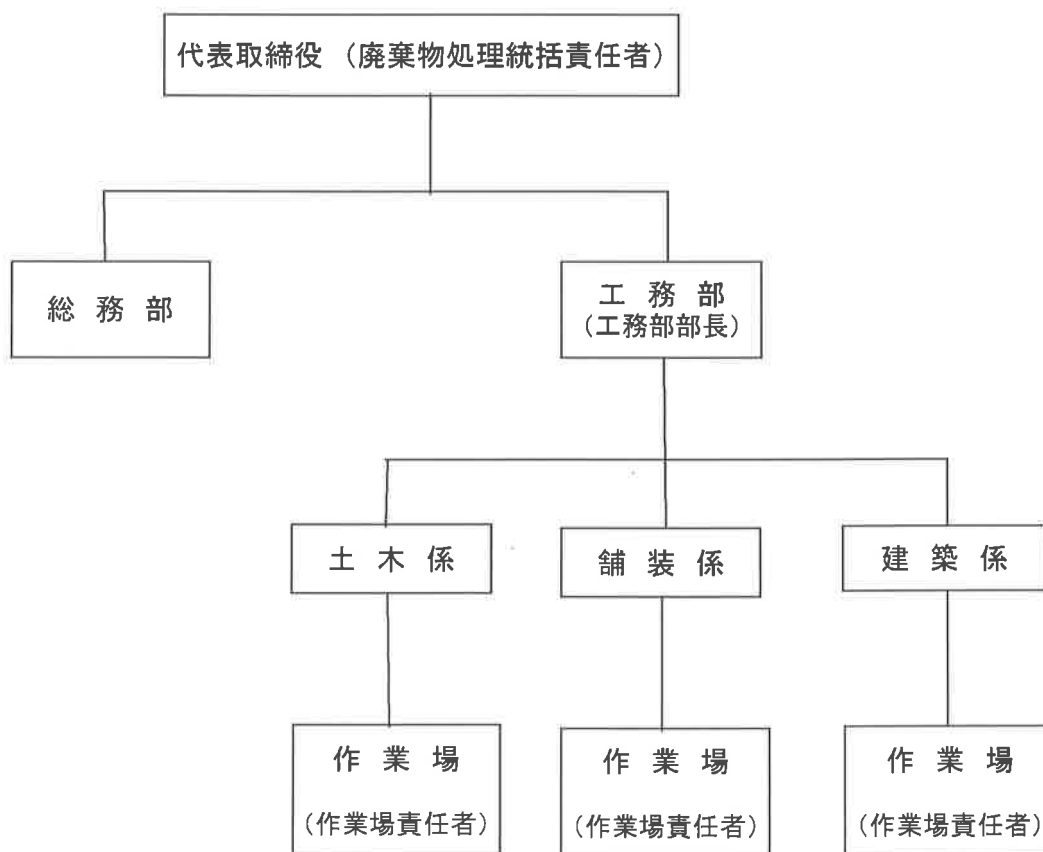 代表取締役（廃棄物処理統括責任者）
総務部
工務部
（工務部部長）
土木係
舗装係
建築係
作業場
（作業場責任者）
作業場
（作業場責任者）
作業場
（作業場責任者）